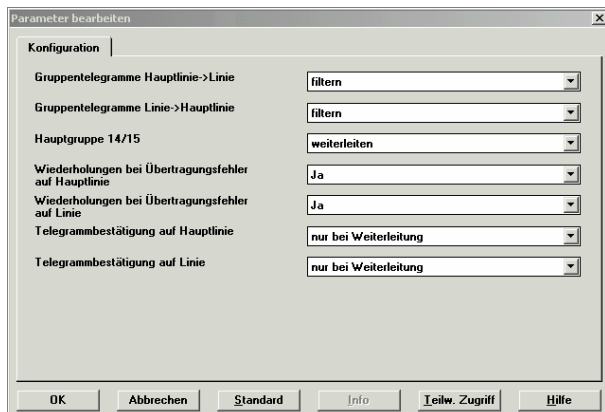 Parameter bearbeiten
Konfiguration
Gruppentelegramme Hauptlinie->Linie
filtern
Gruppentelegramme Linie->Hauptlinie
filtern
Hauptgruppe 14/15
weiterleiten
Wiederholungen bei Übertragungsfehler
auf Hauptlinie
Ja
Wiederholungen bei Übertragungsfehler
auf Linie
Ja
Telegrammbestätigung auf Hauptlinie
nur bei Weiterleitung
Telegrammbestätigung auf Linie
nur bei Weiterleitung
OK Abbrechen Standard Info Teilw. Zugriff Hilfe